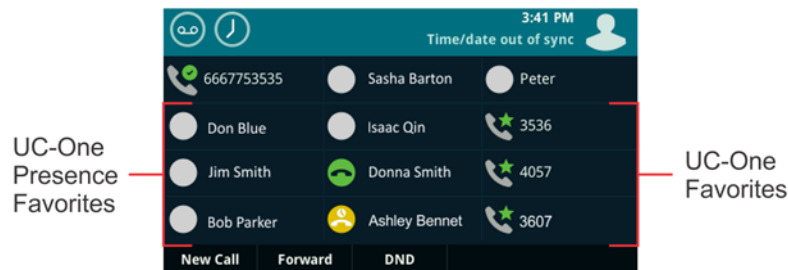 3:41 PM
Time/date out of sync
6667753535 Sasha Barton Peter
UC-One
Presence
Favorites
Don Blue Isaac Qin 3536
Jim Smith Donna Smith 4057
Bob Parker Ashley Bennet 3607
UC-One
Favorites
New Call Forward DND